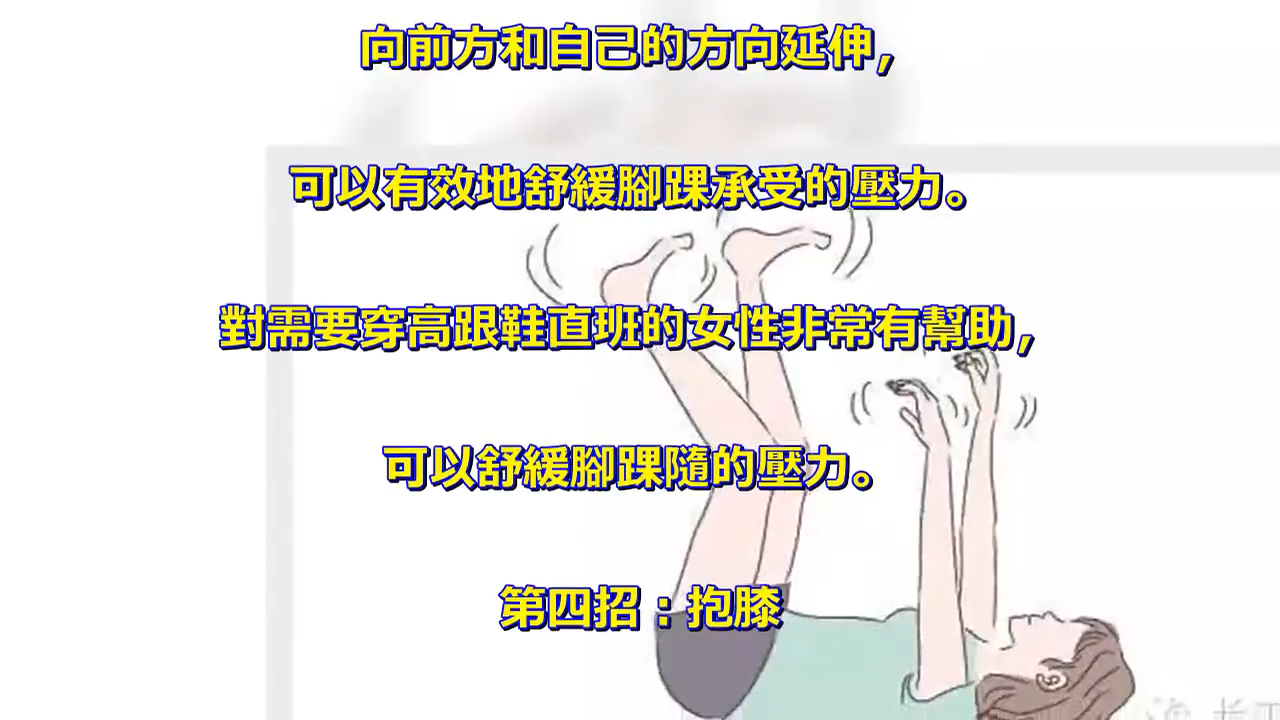 向前方和自己的方向延伸，
可以有效地舒緩腳踝承受的壓力。
對需要穿高跟鞋直班的女性非常有幫助，
可以舒緩腳踝隨的壓力。
第四招：抱膝